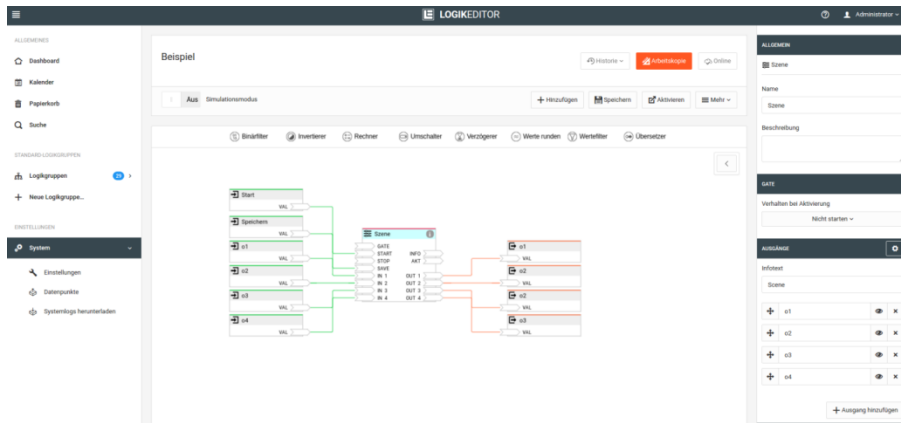 LOGIKEDITOR
Administrator
ALLGEMEINES
Dashboard
Kalender
Papierkorb
Suche
STANDARD-LOGIKGRUPPEN
Logikgruppen
Neue Logikgruppe...
EINSTELLUNGEN
System
Einstellungen
Datenpunkte
Systemlogs herunterladen
Beispiel
Historie
Arbeitskopie
Online
Aus Simulationsmodus
Hinzufügen Speichern Aktivieren Mehr
Binärfilter Invertierer Rechner Umschalter Verzögerer Werte runden Wertefilter Übersetzer
Start
VAL
Speichern
VAL
o1
VAL
o2
VAL
o3
VAL
o4
VAL
Szene
GATE
START INFO
STOP AKT
SAVE
IN 1 OUT 1
IN 2 OUT 2
IN 3 OUT 3
IN 4 OUT 4
o1
VAL
o2
VAL
o2
VAL
o3
VAL
ALLGEMEIN
Szene
Name
Szene
Beschreibung
GATE
Verhalten bei Aktivierung
Nicht starten
AUSGÄNGE
Infotext
Szene
o1
o2
o3
o4
Ausgang hinzufügen